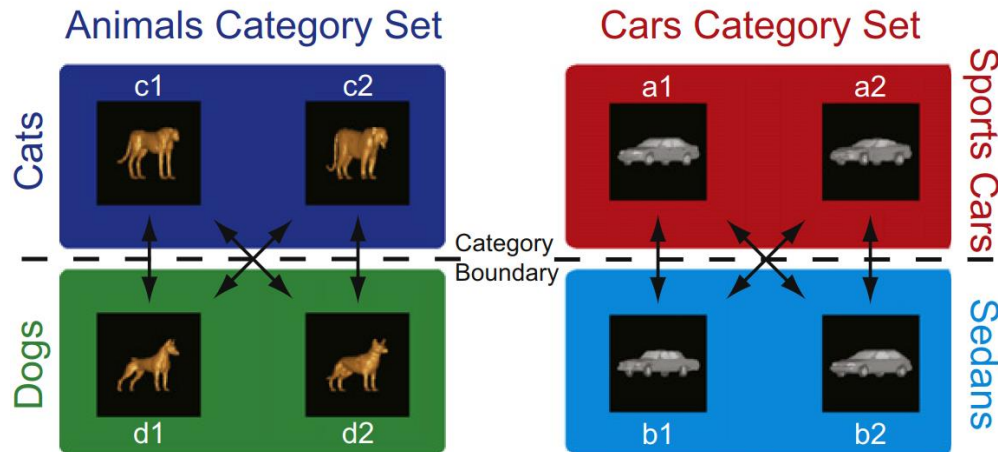 Animals Category Set
Cars Category Set
Cats
c1
c2
a1
a2
Sports Cars
Category
Boundary
Dogs
d1
d2
b1
b2
Sedans